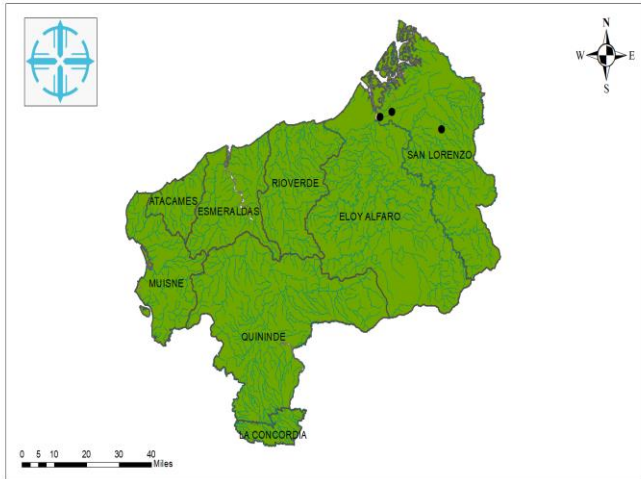 N
W E
S
SAN LORENZO
RIOVERDE
ATACAMES
ESMERALDAS
ELOY ALFARO
MUISNE
QUININDE
LA CONCORDIA
0 5 10 20 30 40
Miles